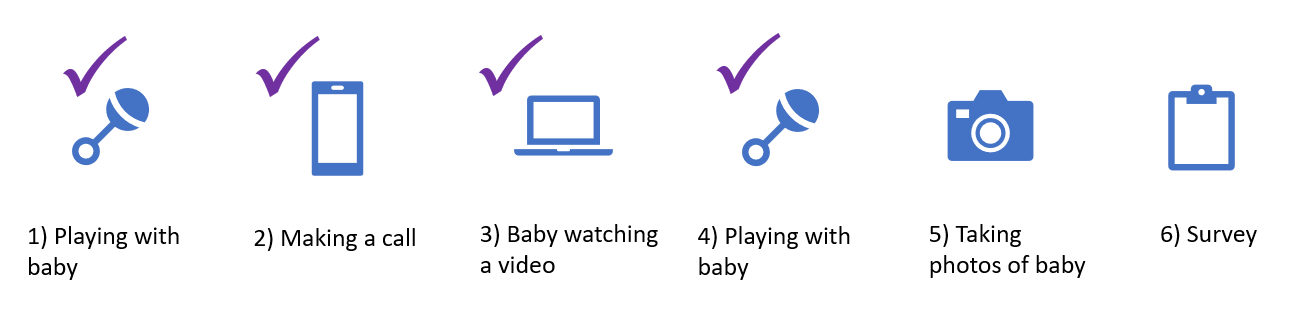 1) Playing with
baby
2) Making a call
3) Baby watching
a video
4) Playing with
baby
5) Taking
photos of baby
6) Survey